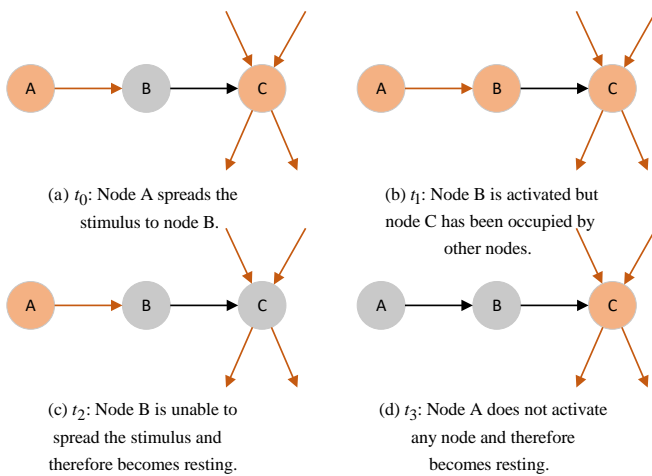 A B C
A B C
(a) t0: Node A spreads the
stimulus to node B.
(b) t1: Node B is activated but
node C has been occupied by
other nodes.
A B C
A B C
(c) t2: Node B is unable to
spread the stimulus and
therefore becomes resting.
(d) t3: Node A does not activate
any node and therefore
becomes resting.